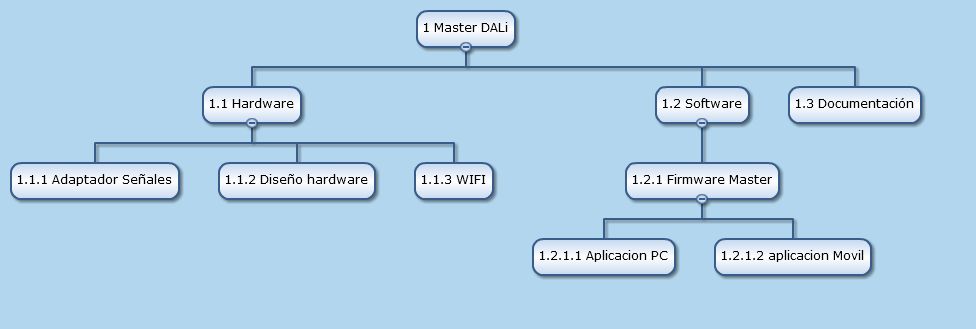 1 Master DALi
1.1 Hardware
1.2 Software
1.3 Documentación
1.1.1 Adaptador Señales
1.1.2 Diseño hardware
1.1.3 WIFI
1.2.1 Firmware Master
1.2.1.1 Aplicacion PC
1.2.1.2 aplicacion Movil